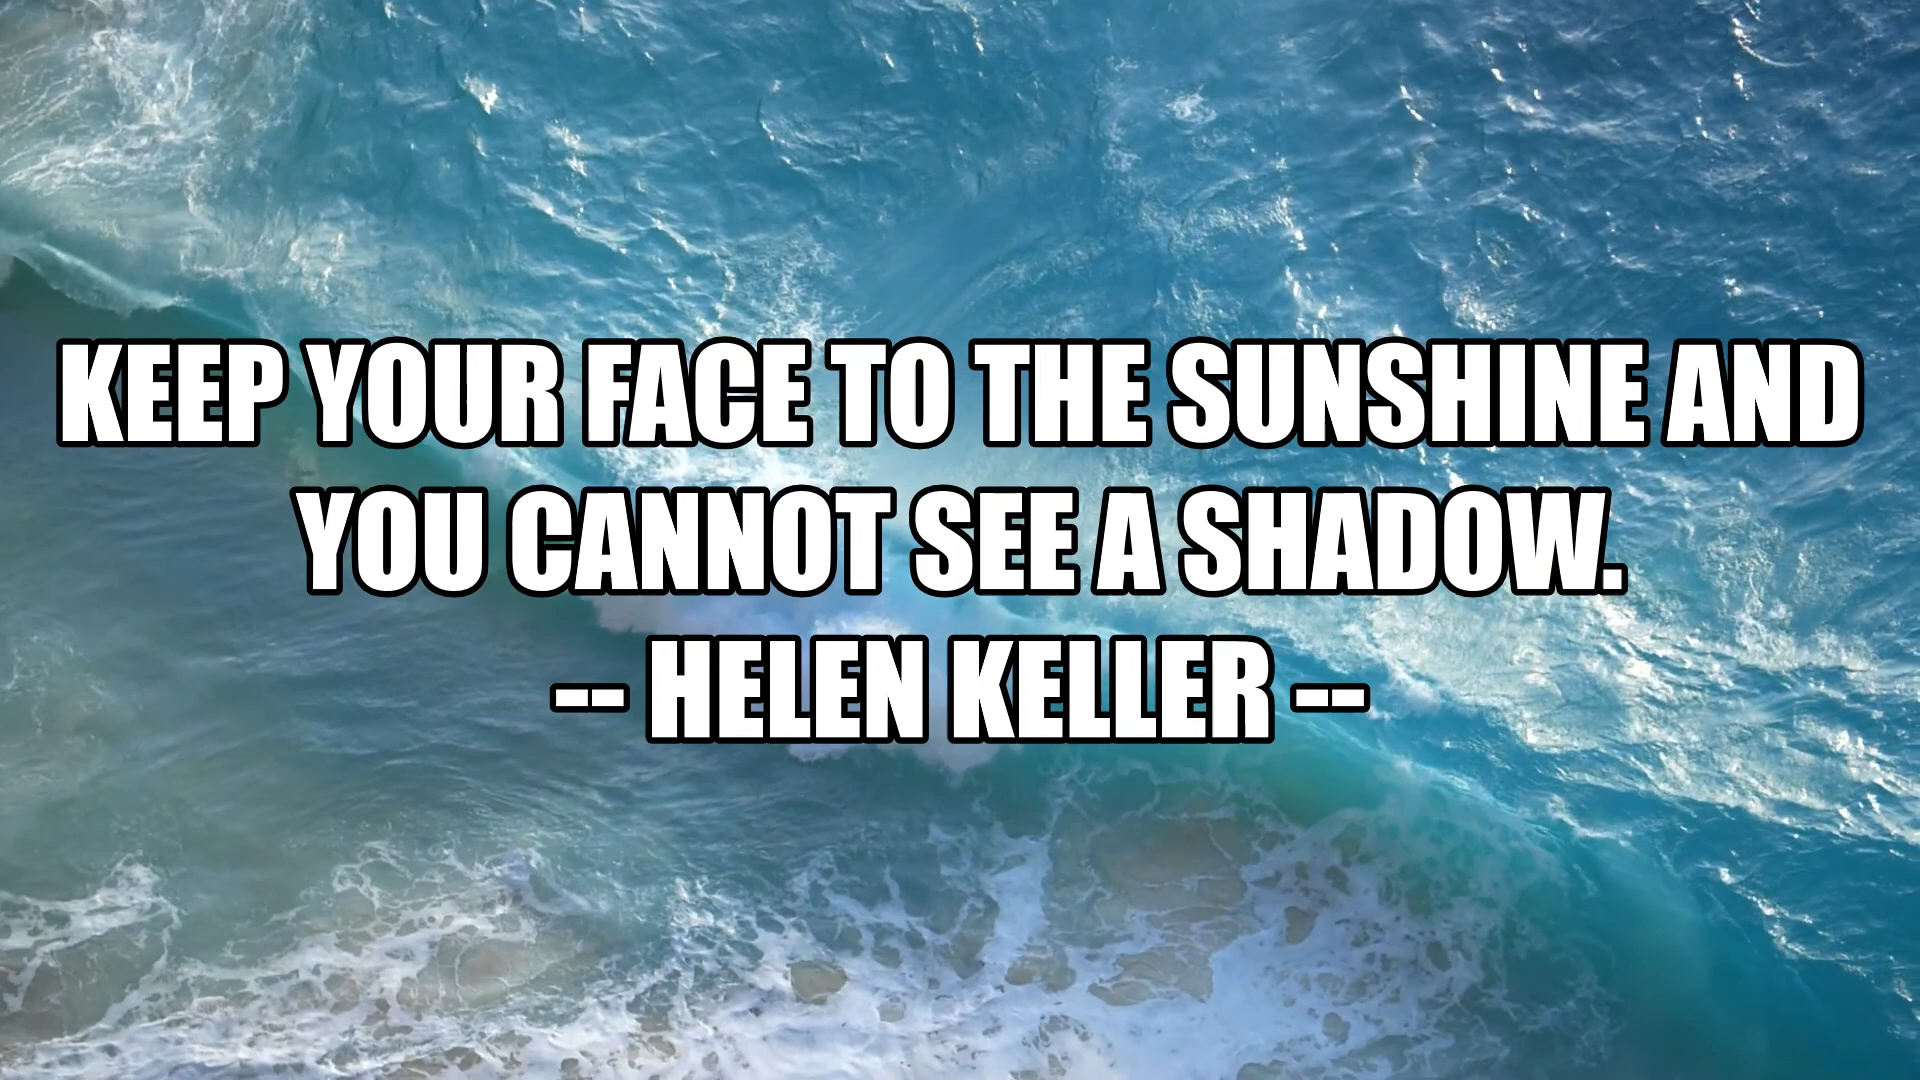 KEEP YOUR FACE TO THE SUNSHINE AND
YOU CANNOT SEE A SHADOW.
-- HELEN KELLER --